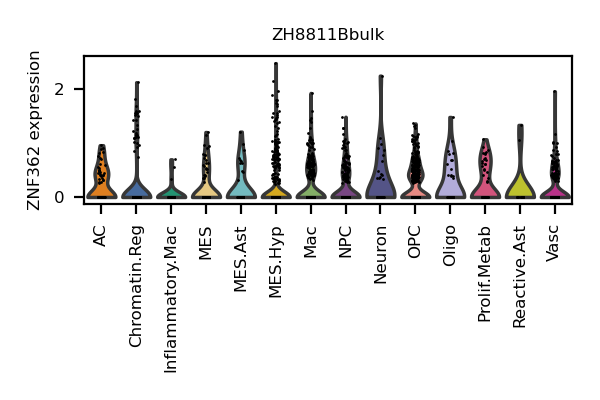 ZH8811Bbulk
ZNF362 expression
2
0
AC
Chromatin.Reg
Inflammatory.Mac
MES
MES.Ast
MES.Hyp
Mac
NPC
Neuron
OPC
Oligo
Prolif.Metab
Reactive.Ast
Vasc